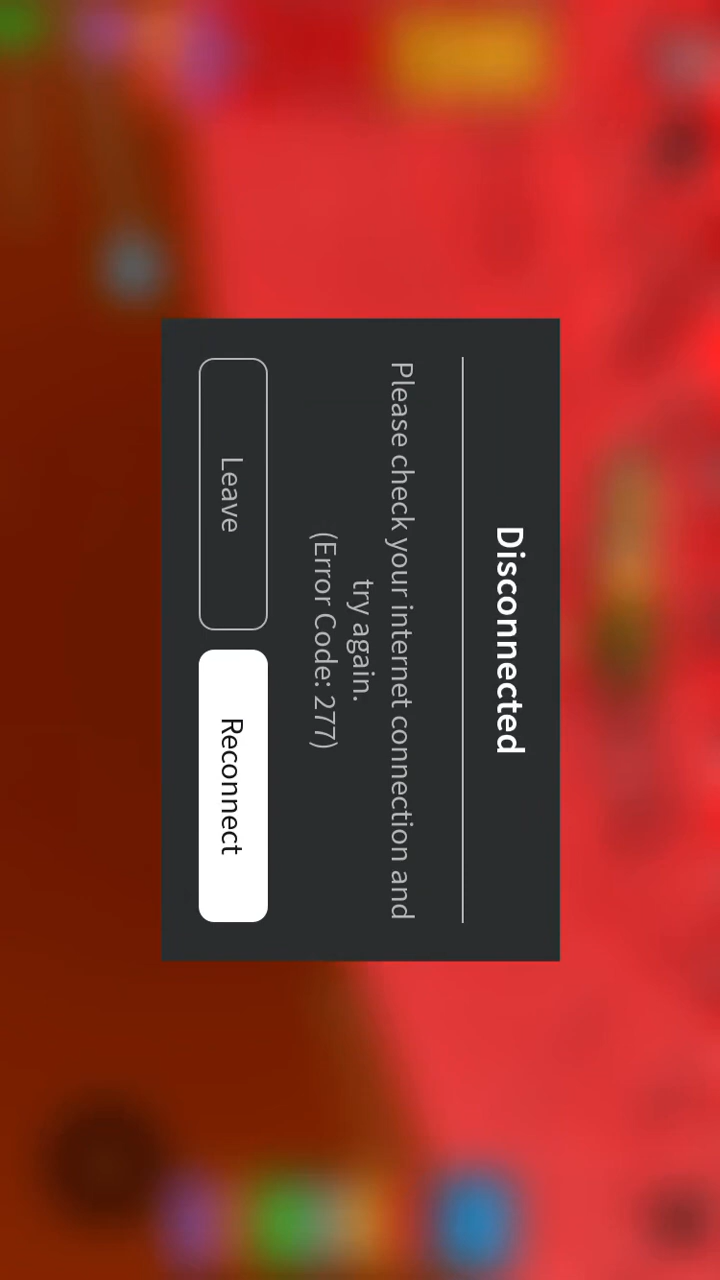 Disconnected
Please check your internet connection and
try again.
(Error Code: 277)
Leave
Reconnect